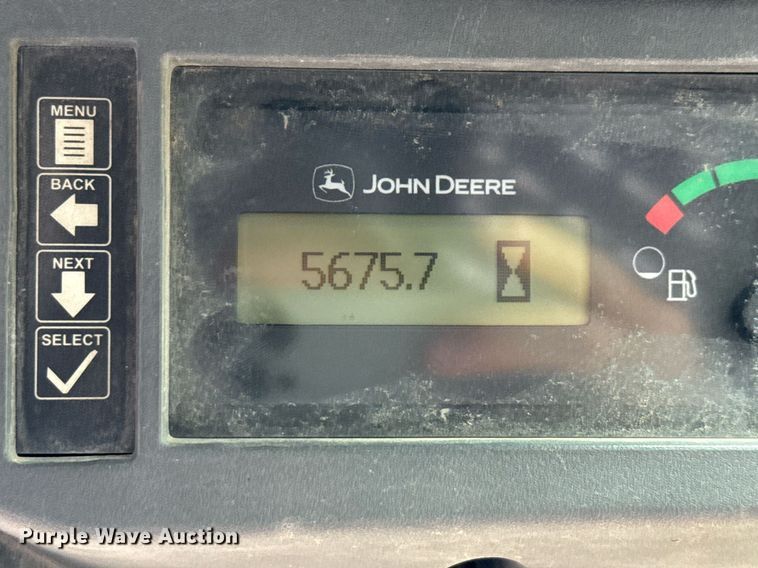 MENU
BACK
NEXT
SELECT
JOHN DEERE
5675.7
Purple Wave Auction